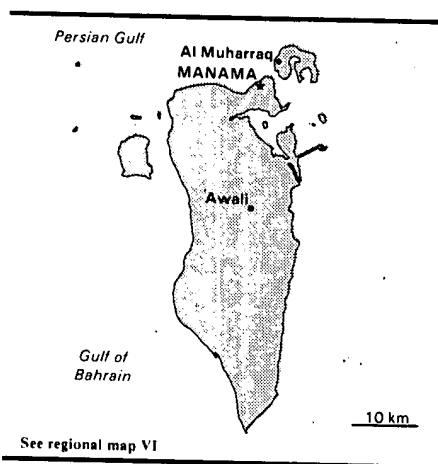 Persian Gulf
Al Muharraq
MANAMA
Awali
Gulf of
Bahrain
10 km
See regional map VI